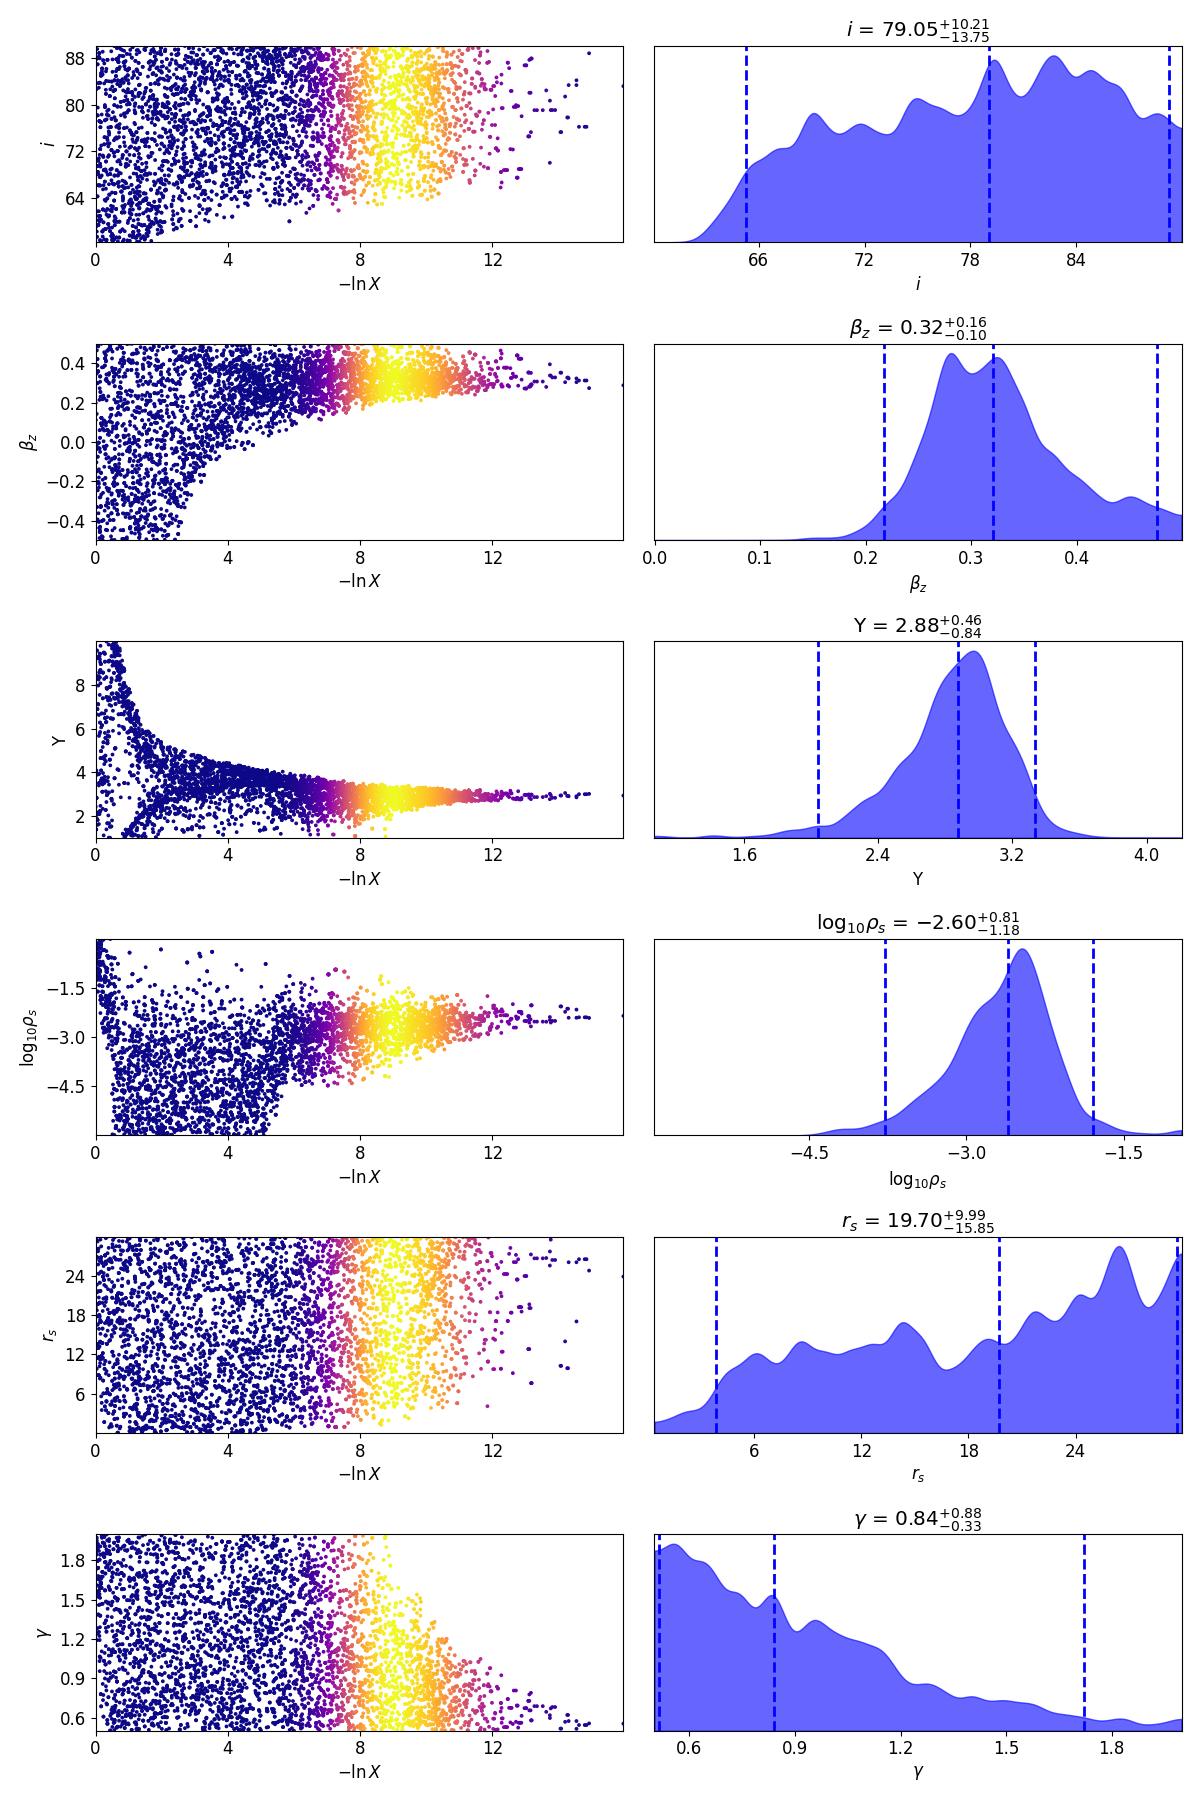 i = 79.05 +10.21 −13.75
88
80
72
64
i
0 4 8 12
−ln X
66 72 78 84
i
βz = 0.32 +0.16 −0.10
0.4
0.2
0.0
−0.2
−0.4
βz
0 4 8 12
−ln X
0.0 0.1 0.2 0.3 0.4
βz
Y = 2.88 +0.46 −0.84
8
6
4
2
Y
0 4 8 12
−ln X
1.6 2.4 3.2 4.0
Y
log10ρs = −2.60 +0.81 −1.18
−1.5
−3.0
−4.5
log10ρs
0 4 8 12
−ln X
−4.5 −3.0 −1.5
log10ρs
rs = 19.70 +9.99 −15.85
24
18
12
6
rs
0 4 8 12
−ln X
6 12 18 24
rs
γ = 0.84 +0.88 −0.33
1.8
1.5
1.2
0.9
0.6
γ
0 4 8 12
−ln X
0.6 0.9 1.2 1.5 1.8
γ